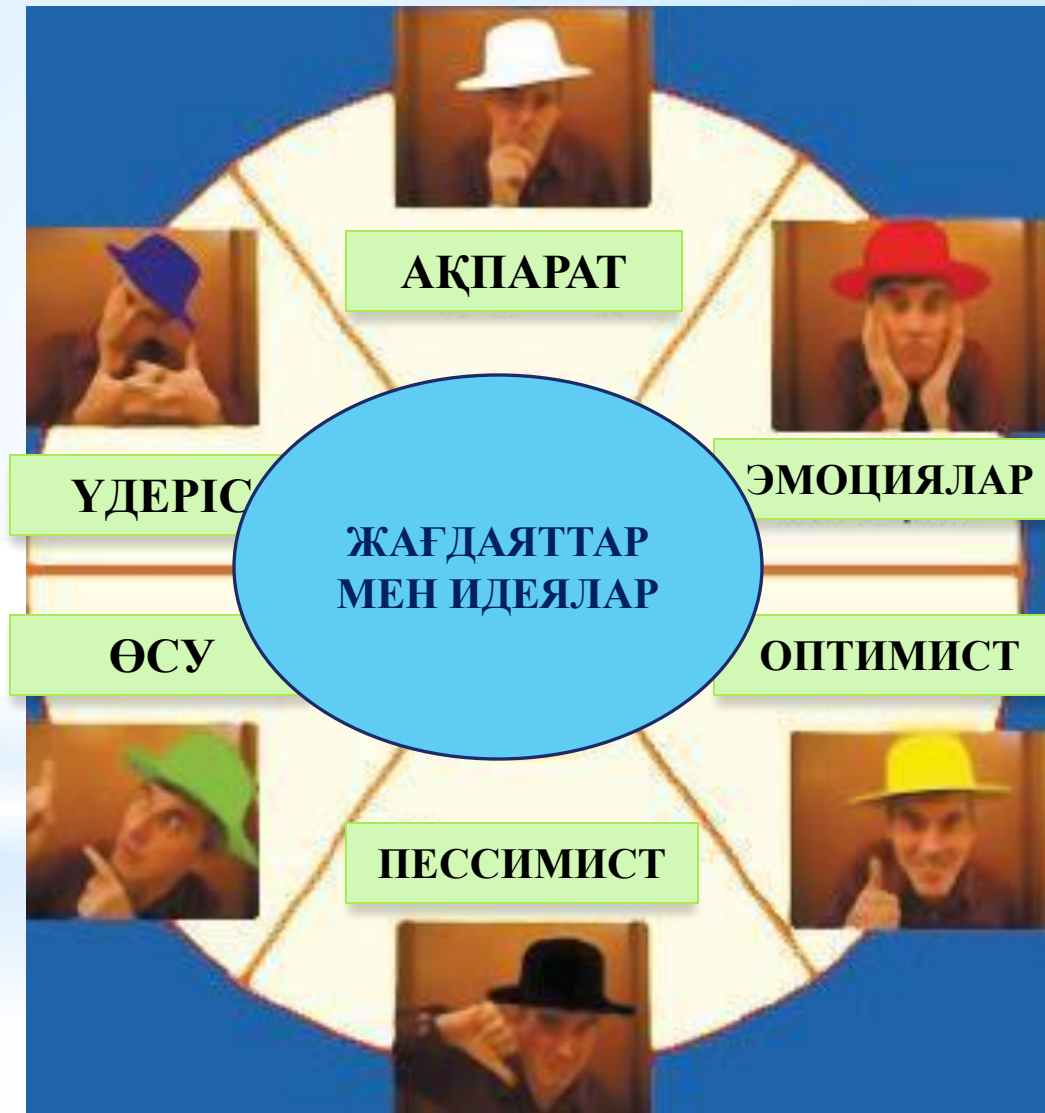 АҚПАРАТ
ҮДЕРІС
ЭМОЦИЯЛАР
ЖАҒДАЯТТАР
МЕН ИДЕЯЛАР
ӨСУ
ОПТИМИСТ
ПЕССИМИСТ